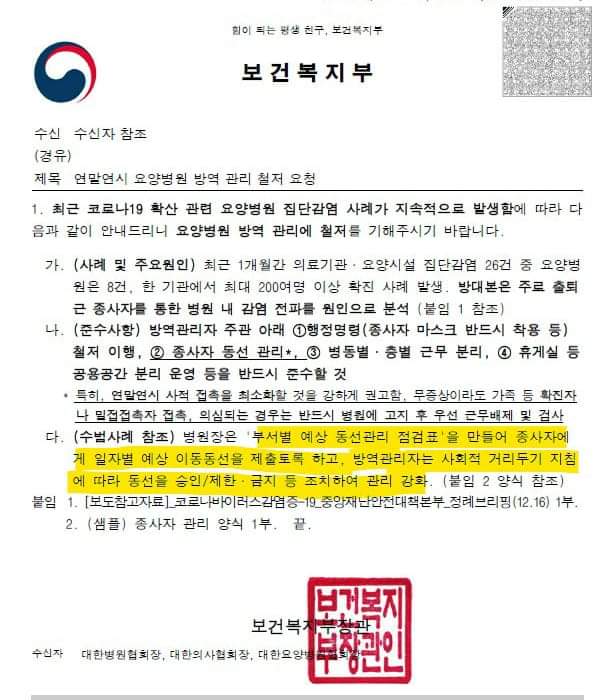 힘이 되는 평생 친구, 보건복지부
보건복지부
수신 수신자 참조
(경유)
제목 연말연시 요양병원 방역 관리 철저 요청
1. 최근 코로나19 확산 관련 요양병원 집단감염 사례가 지속적으로 발생함에 따라 다
음과 같이 안내드리니 요양병원 방역 관리에 철저를 기해주시기 바랍니다.
가. (사례 및 주요원인) 최근 1개월간 의료기관·요양시설 집단감염 26건 중 요양병
원은 8건, 한 기관에서 최대 200여명 이상 확진 사례 발생. 방대본은 주로 출퇴
근 종사자를 통한 병원 내 감염 전파를 원인으로 분석 (붙임 1 참조)
나. (준수사항) 방역관리자 주관 아래 ①행정명령(종사자 마스크 반드시 착용 등)
철저 이행, ② 종사자 동선 관리*, ③ 병동별·층별 근무 분리, ④ 휴게실 등
공용공간 분리 운영 등을 반드시 준수할 것
* 특히, 연말연시 사적 접촉을 최소화할 것을 강하게 권고함, 무증상이라도 가족 등 확진자
나 밀접접촉자 접촉, 의심되는 경우는 반드시 병원에 고지 후 우선 근무배제 및 검사
다. (수범사례 참조) 병원장은 '부서별 예상 동선관리 점검표'을 만들어 종사자에
게 일자별 예상 이동동선을 제출토록 하고, 방역관리자는 사회적 거리두기 지침
에 따라 동선을 승인/제한·금지 등 조치하여 관리 강화. (붙임 2 양식 참조)
붙임 1. [보도참고자료]_코로나바이러스감염증-19_중앙재난안전대책본부_정례브리핑(12.16) 1부.
2. (샘플) 종사자 관리 양식 1부. 끝.
보건복지부장관
보건복지
부장관인
수신자 대한병원협회장, 대한의사협회장, 대한요양병원협회장